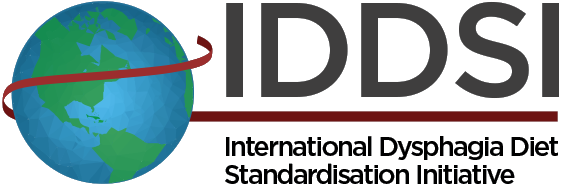 IDDSI
International Dysphagia Diet
Standardisation Initiative